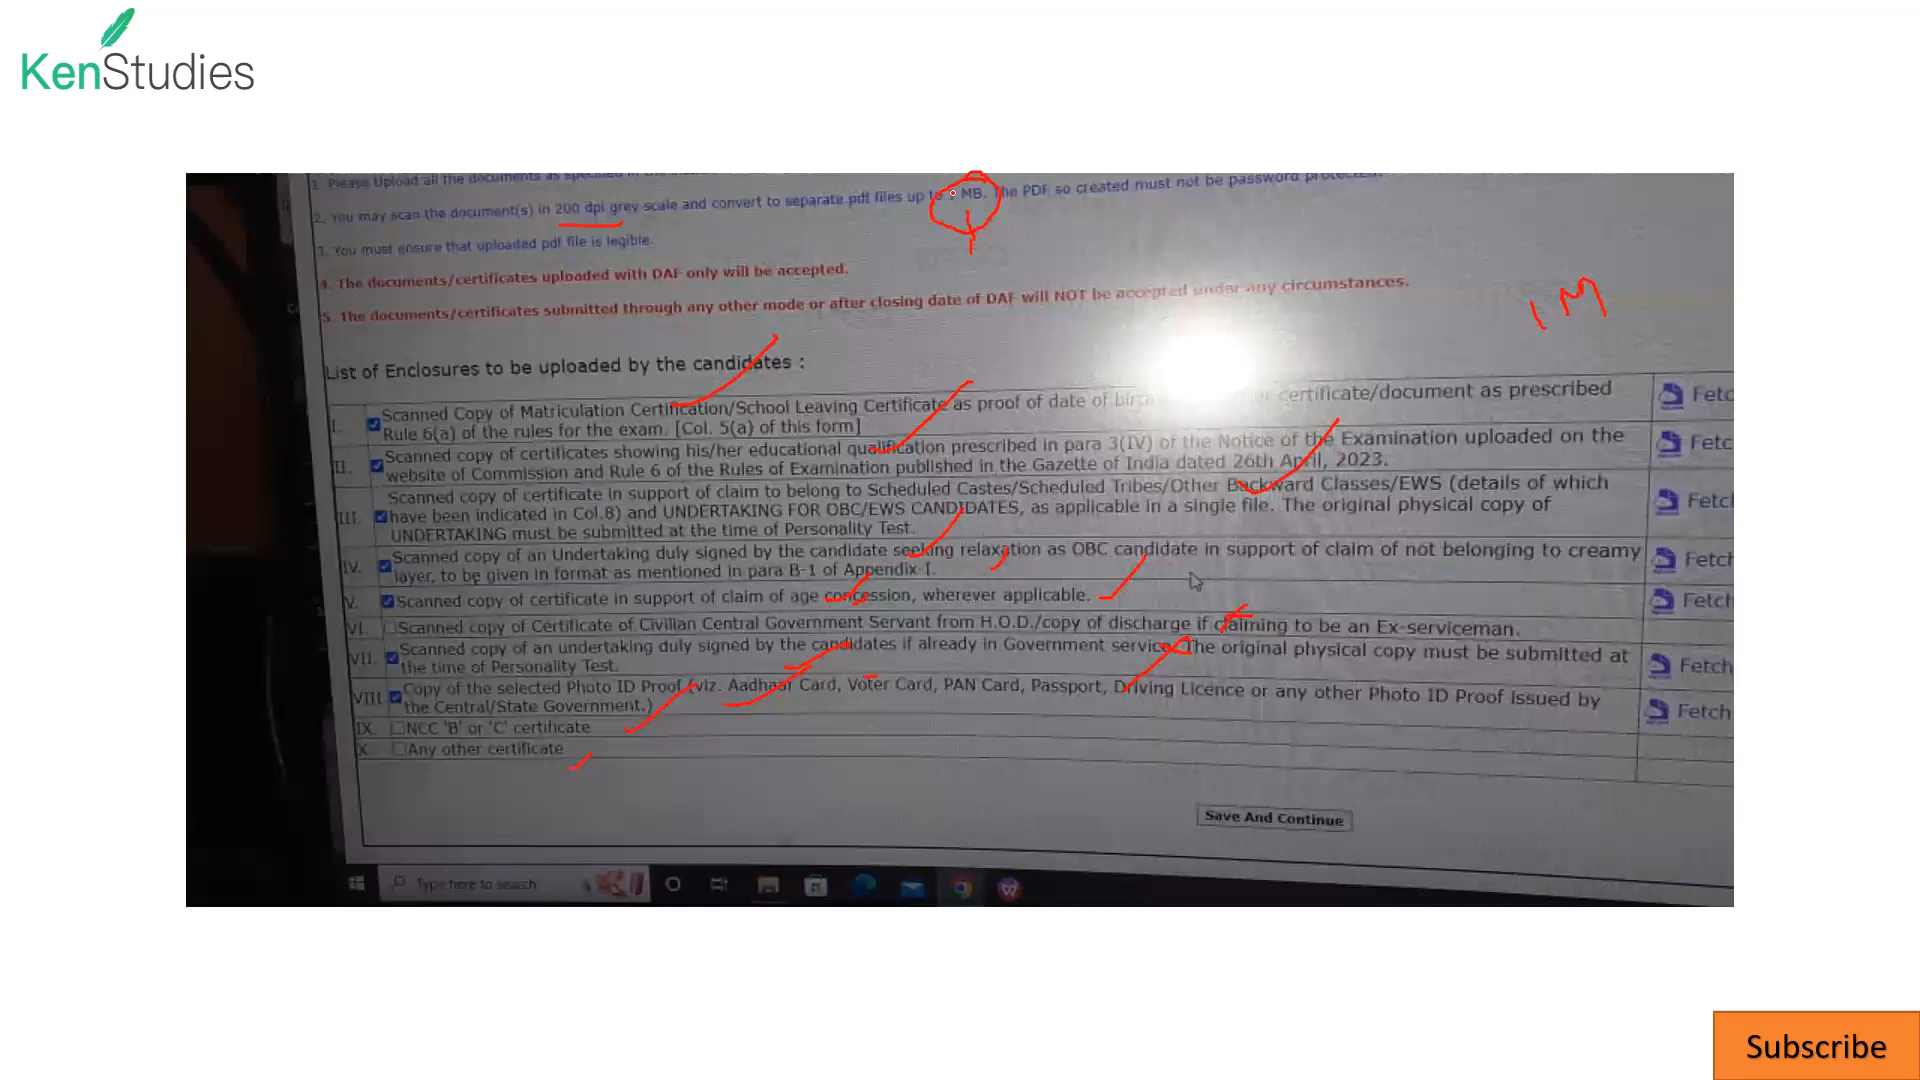 KenStudies
1. Please Upload all the documents as specified in the
2. You may scan the document(s) in 200 dpi grey scale and convert to separate pdf files up to MB. The PDF so created must not be password protected.
3. You must ensure that uploaded pdf file is legible.
4. The documents/certificates uploaded with DAF only will be accepted.
5. The documents/certificates submitted through any other mode or after closing date of DAF will NOT be accepted under any circumstances.
1 M
List of Enclosures to be uploaded by the candidates :
I. Scanned Copy of Matriculation Certification/School Leaving Certificate as proof of date of certificate/document as prescribed
Rule 6(a) of the rules for the exam. [Col. 5(a) of this form]
Fetc
II. Scanned copy of certificates showing his/her educational qualification prescribed in para 3(IV) of the Notice of the Examination uploaded on the
website of Commission and Rule 6 of the Rules of Examination published in the Gazette of India dated 26th April, 2023.
Fetc
Scanned copy of certificate in support of claim to belong to Scheduled Castes/Scheduled Tribes/Other Backward Classes/EWS (details of which
III. have been indicated in Col.8) and UNDERTAKING FOR OBC/EWS CANDIDATES, as applicable in a single file. The original physical copy of
UNDERTAKING must be submitted at the time of Personality Test.
Fetcl
IV. Scanned copy of an Undertaking duly signed by the candidate seeking relaxation as OBC candidate in support of claim of not belonging to creamy
layer, to be given in format as mentioned in para B-1 of Appendix-I.
Fetch
V. Scanned copy of certificate in support of claim of age concession, wherever applicable.
Fetch
VI. Scanned copy of Certificate of Civilian Central Government Servant from H.O.D./copy of discharge if claiming to be an Ex-serviceman.
VII. Scanned copy of an undertaking duly signed by the candidates if already in Government service. The original physical copy must be submitted at
the time of Personality Test.
Fetch
VIII. Copy of the selected Photo ID Proof (viz. Aadhaar Card, Voter Card, PAN Card, Passport, Driving Licence or any other Photo ID Proof issued by
the Central/State Government.)
Fetch
IX. NCC 'B' or 'C' certificate
X. Any other certificate
Save And Continue
Type here to search
Subscribe